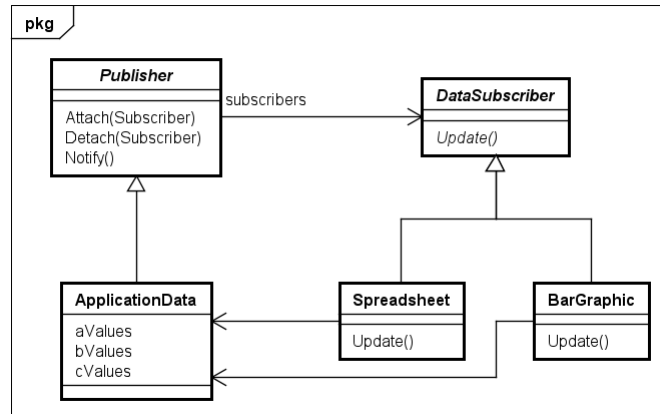 pkg
Publisher
Attach(Subscriber)
Detach(Subscriber)
Notify()
subscribers
DataSubscriber
Update()
ApplicationData
aValues
bValues
cValues
Spreadsheet
Update()
BarGraphic
Update()